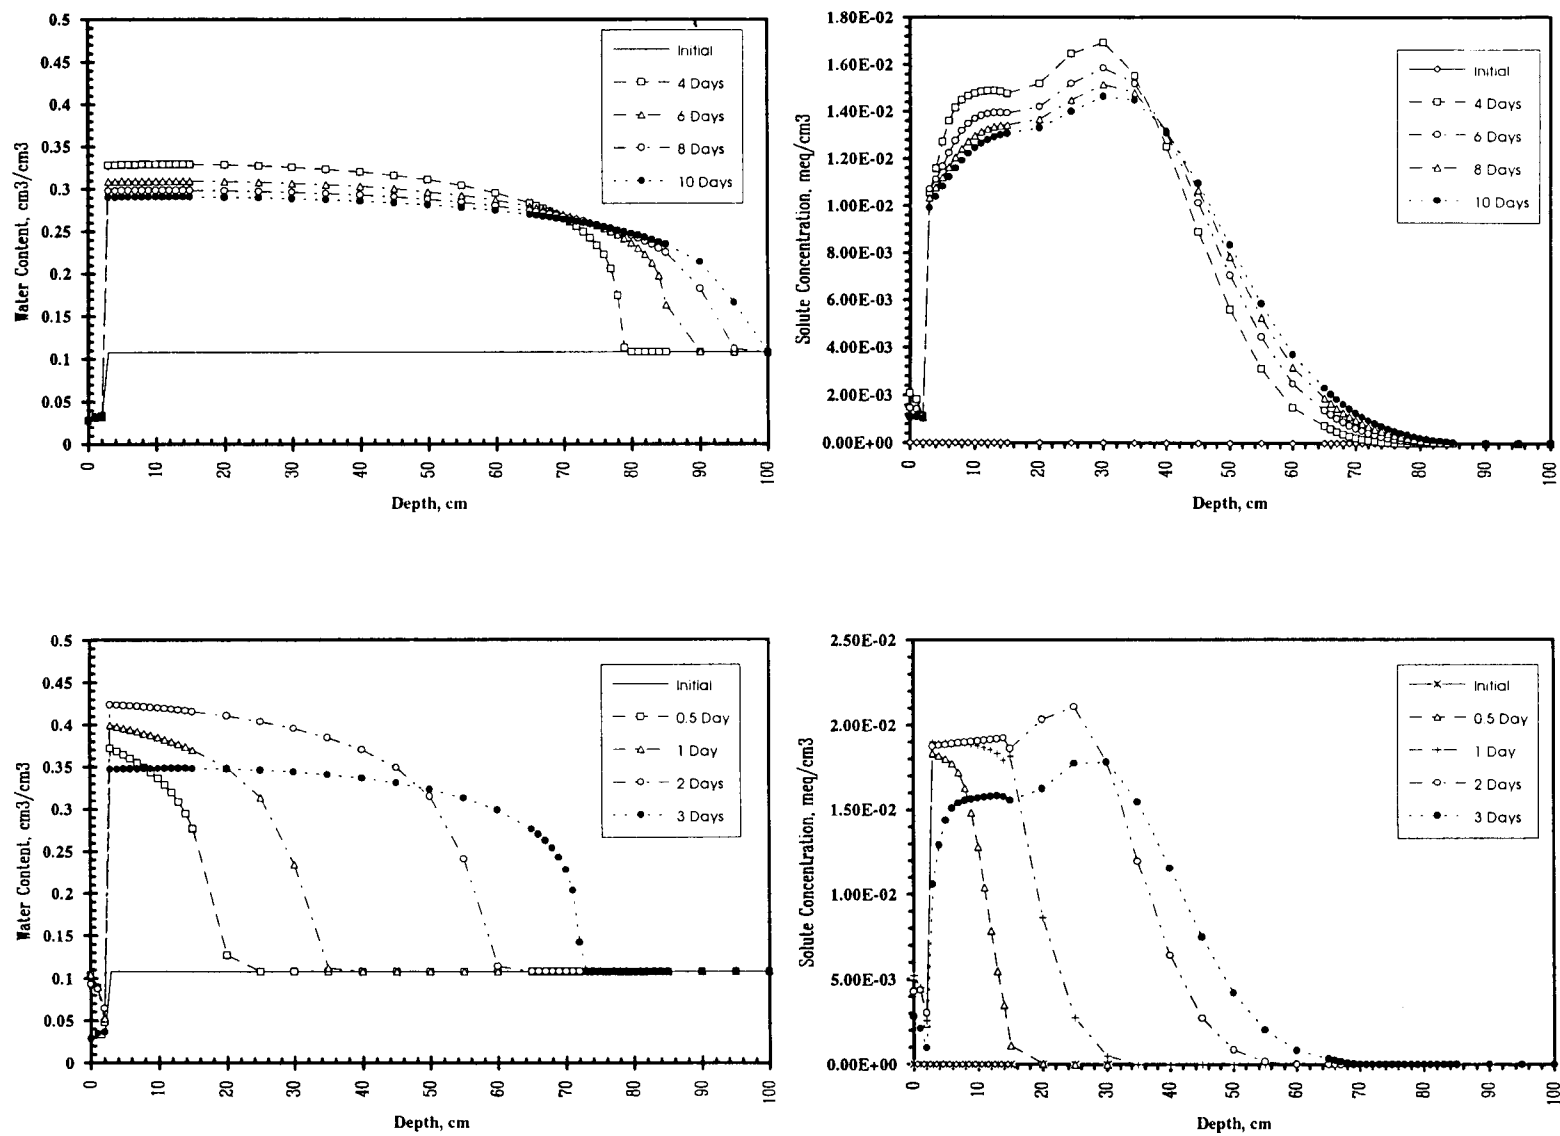 0.5
0.45
0.4
0.35
0.3
0.25
0.2
0.15
0.1
0.05
0
Water Content, cm3/cm3
Initial
4 Days
6 Days
8 Days
10 Days
0
10
20
30
40
50
60
70
80
90
100
Depth, cm
1.80E-02
1.60E-02
1.40E-02
1.20E-02
1.00E-02
8.00E-03
6.00E-03
4.00E-03
2.00E-03
0.00E+00
Solute Concentration, meq/cm3
Initial
4 Days
6 Days
8 Days
10 Days
0
10
20
30
40
50
60
70
80
90
100
Depth, cm
0.5
0.45
0.4
0.35
0.3
0.25
0.2
0.15
0.1
0.05
0
Water Content, cm3/cm3
Initial
0.5 Day
1 Day
2 Days
3 Days
0
10
20
30
40
50
60
70
80
90
100
Depth, cm
2.50E-02
2.00E-02
1.50E-02
1.00E-02
5.00E-03
0.00E+00
Solute Concentration, meq/cm3
Initial
0.5 Day
1 Day
2 Days
3 Days
0
10
20
30
40
50
60
70
80
90
100
Depth, cm